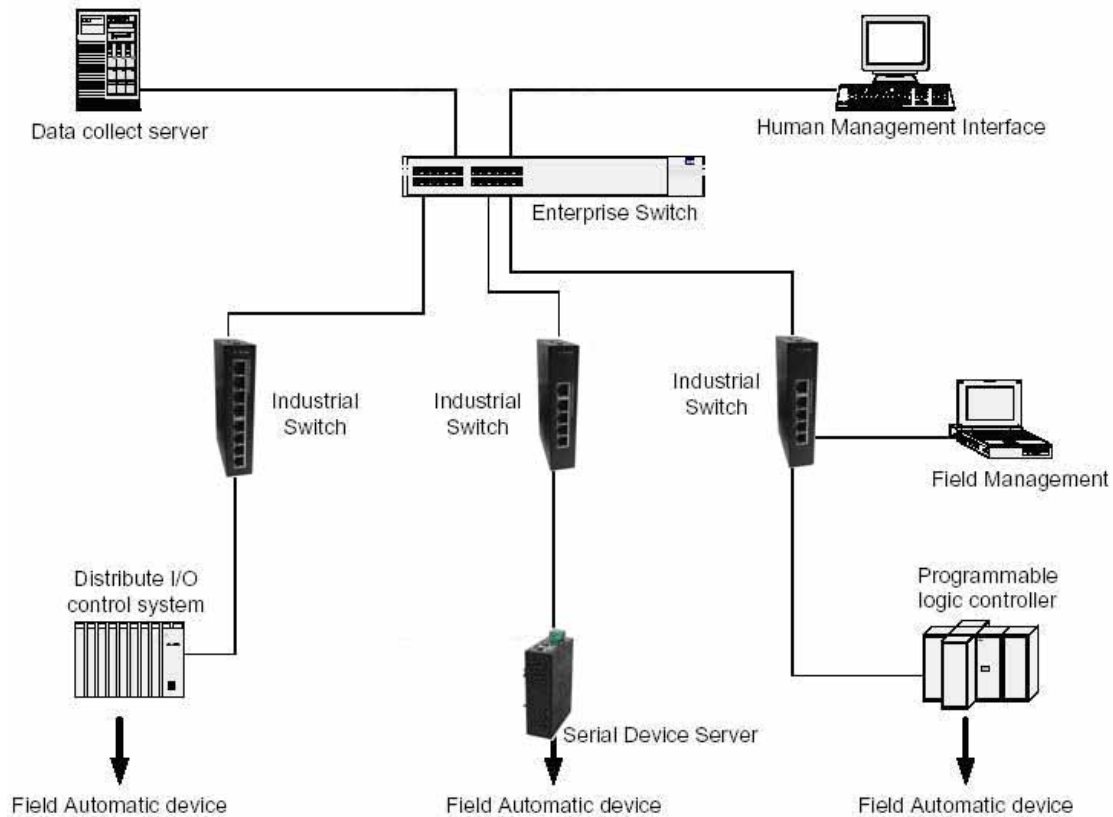 Data collect server
Human Management Interface
Enterprise Switch
Industrial
Switch
Industrial
Switch
Industrial
Switch
Field Management
Distribute I/O
control system
Programmable
logic controller
Serial Device Server
Field Automatic device
Field Automatic device
Field Automatic device